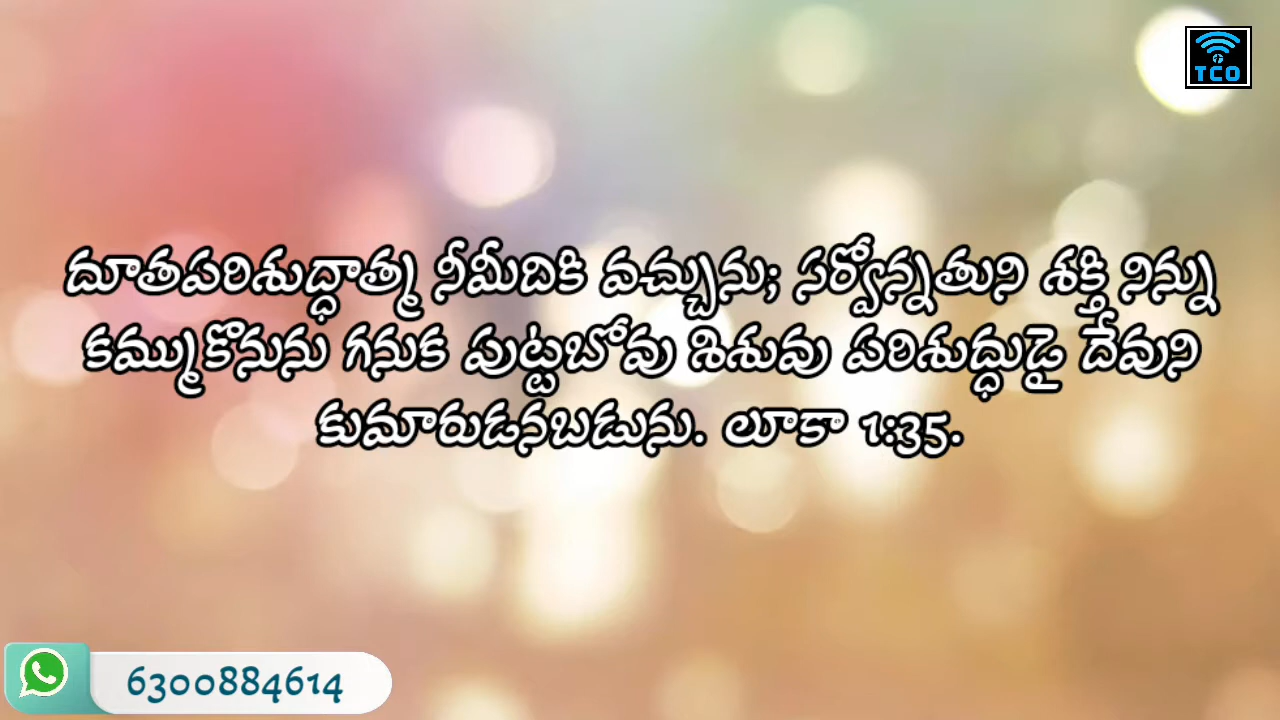 TCO
దూతపరిశుద్ధాత్మ నీమీదికి వచ్చును; సర్వోన్నతుని శక్తి నిన్ను
కమ్ముకొనును గనుక పుట్టబోవు శిశువు పరిశుద్ధుడై దేవుని
కుమారుడనబడును. లూకా 1:35.
6300884614